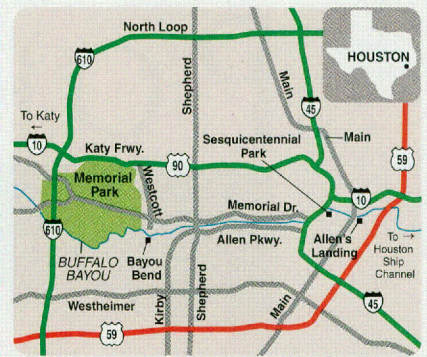 North Loop
610
HOUSTON
Shepherd
Main
45
To Katy
←
10
Katy Frwy.
90
Sesquicentennial
Park
Main
59
Memorial
Park
Westcott
Memorial Dr.
10
610
Allen Pkwy.
Allen's
Landing
To →
Houston
Ship
Channel
BUFFALO
BAYOU
Bayou
Bend
Westheimer
Kirby
Shepherd
Main
45
59